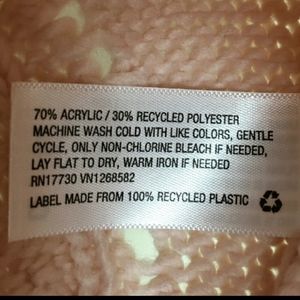 70% ACRYLIC / 30% RECYCLED POLYESTER
MACHINE WASH COLD WITH LIKE COLORS, GENTLE
CYCLE, ONLY NON-CHLORINE BLEACH IF NEEDED,
LAY FLAT TO DRY, WARM IRON IF NEEDED
RN17730 VN1268582
LABEL MADE FROM 100% RECYCLED PLASTIC